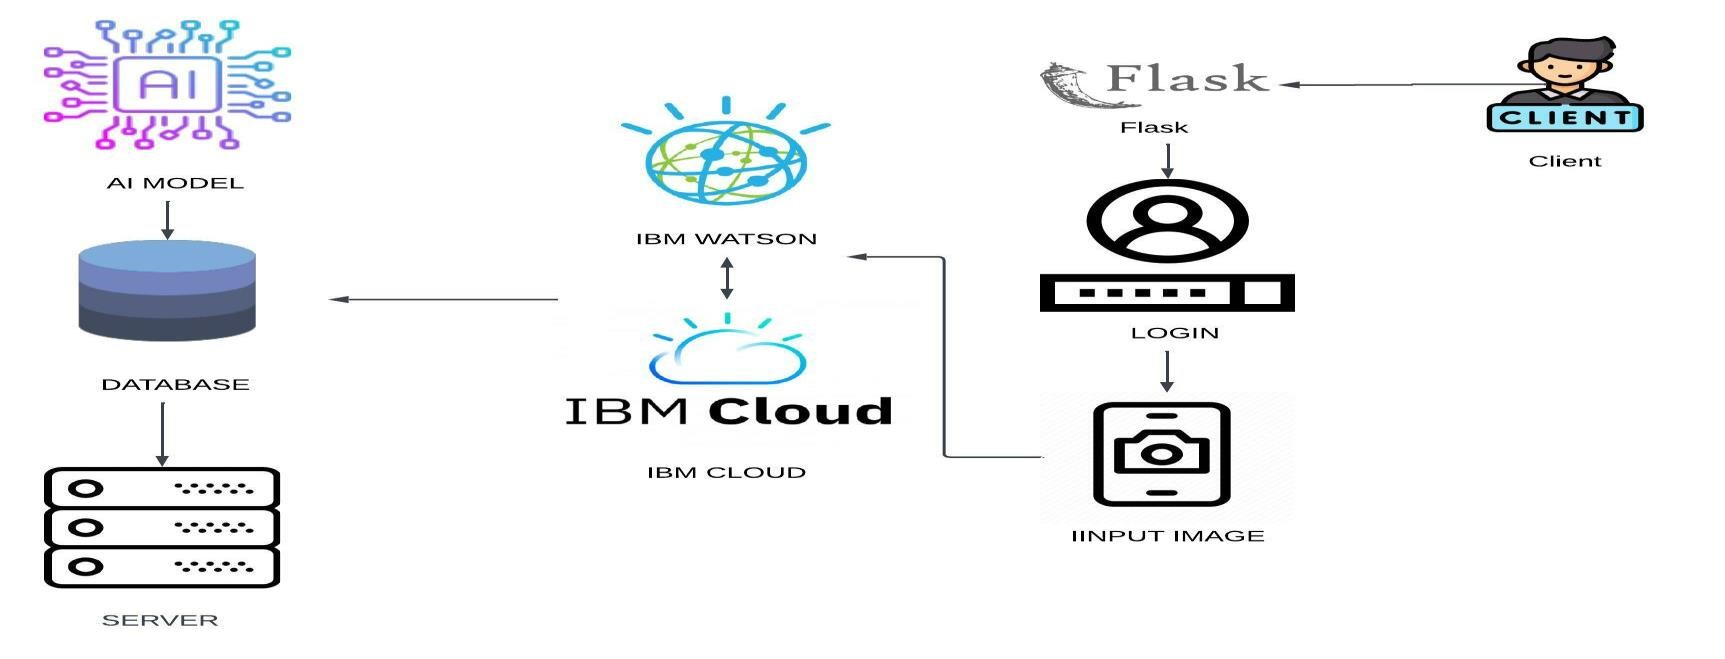 AI
AI MODEL
DATABASE
SERVER
IBM WATSON
IBM Cloud
IBM CLOUD
Flask
Flask
LOGIN
IINPUT IMAGE
CLIENT
Client